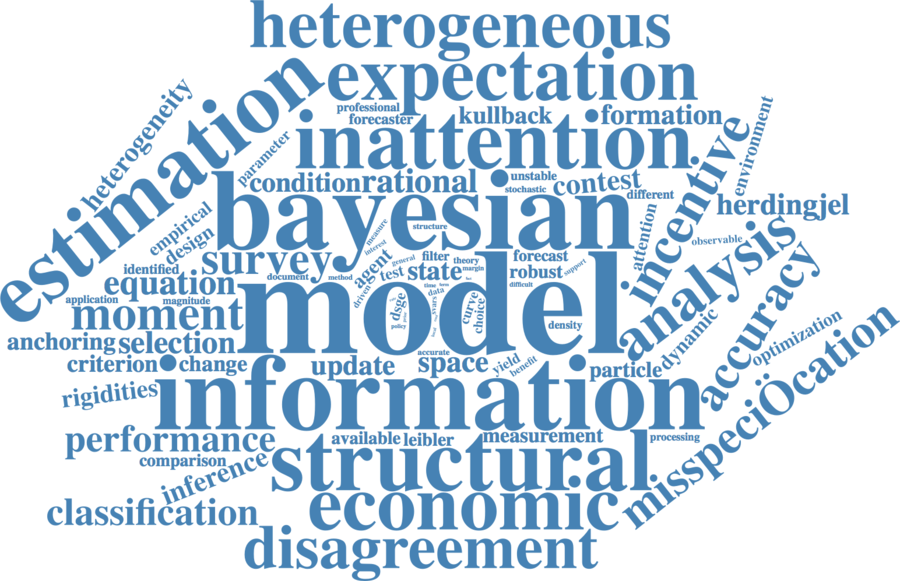 heterogeneous
expectation
estimation
professional
forecaster
kullback
formation
inattention
heterogeneity
parameter
incentive
environment
condition
rational
unstable
stochastic
contest
different
bayesian
herdingjel
empirical
design
measure
interest
structure
attention
observable
survey
agent
general
filter
theory
margin
forecast
robust
support
identified
document
method
test
state
difficult
equation
driven
time
data
model
analysis
application
magnitude
dsge
policy
curve
choice
density
moment
dynamic
accuracy
optimization
anchoring
selection
accurate
criterion
change
update
space
yield
benefit
particle
misspeciÖcation
rigidities
information
performance
available
leibler
measurement
processing
comparison
inference
structural
classification
economic
disagreement